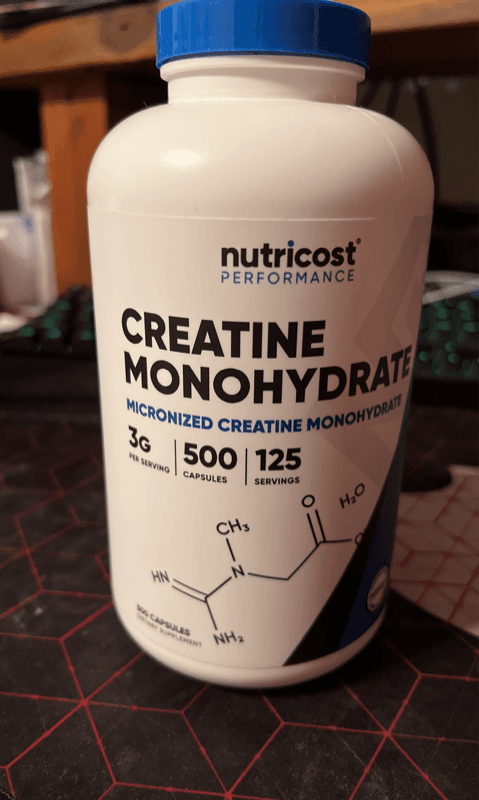 nutricost®
PERFORMANCE
CREATINE
MONOHYDRATE
MICRONIZED CREATINE MONOHYDRATE
3G
PER SERVING
500
CAPSULES
125
SERVINGS
O
H₂O
CH₃
O
HN
N
NH₂
500 CAPSULES
DIETARY SUPPLEMENT